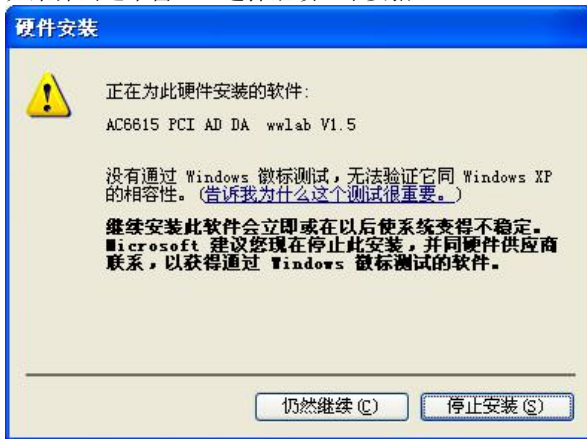 硬件安装
正在为此硬件安装的软件:
AC6615 PCI AD DA wwlab V1.5
没有通过 Windows 徽标测试，无法验证它同 Windows XP
的相容性。(告诉我为什么这个测试很重要。)
继续安装此软件会立即或在以后使系统变得不稳定。
Microsoft 建议您现在停止此安装，并同硬件供应商
联系，以获得通过 Windows 徽标测试的软件。
仍然继续(C)
停止安装(S)